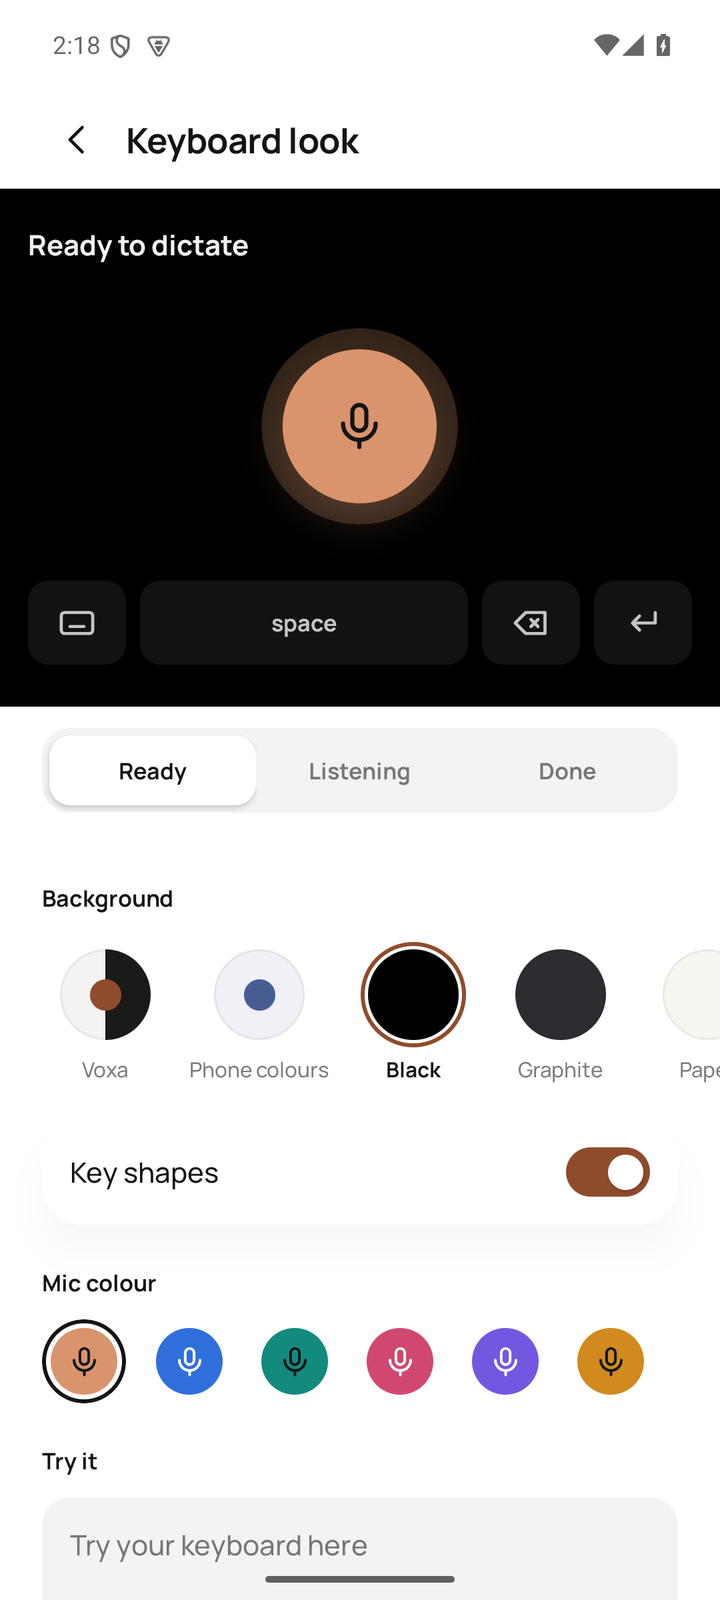 2:18
Keyboard look
Ready to dictate
space
Ready Listening Done
Background
Voxa Phone colours Black Graphite Pape
Key shapes
Mic colour
Try it
Try your keyboard here